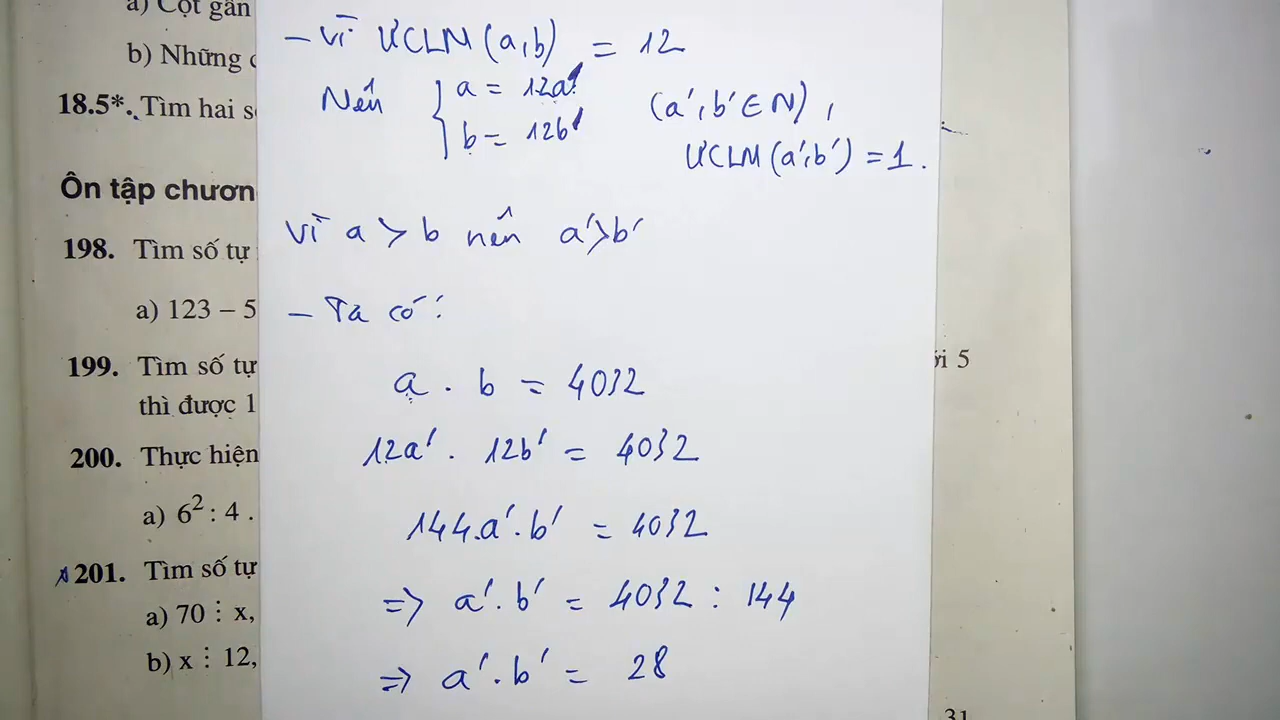 a) Cột gần
b) Những
18.5*. Tìm hai s
Ôn tập chươn
198. Tìm số tự
a) 123 – 5
199. Tìm số tự
thì được 1
200. Thực hiện
a) 6² : 4 .
201. Tìm số tự
a) 70 ⋮ x,
b) x ⋮ 12,
– Vì ƯCLN(a,b) = 12
Nên { a = 12a'
b = 12b'
(a', b' ∈ N),
ƯCLN(a',b') = 1.
Vì a > b nên a' > b'
– Ta có:
a . b = 4032
12a' . 12b' = 4032
144.a'.b' = 4032
=> a'.b' = 4032 : 144
=> a'.b' = 28
5
31